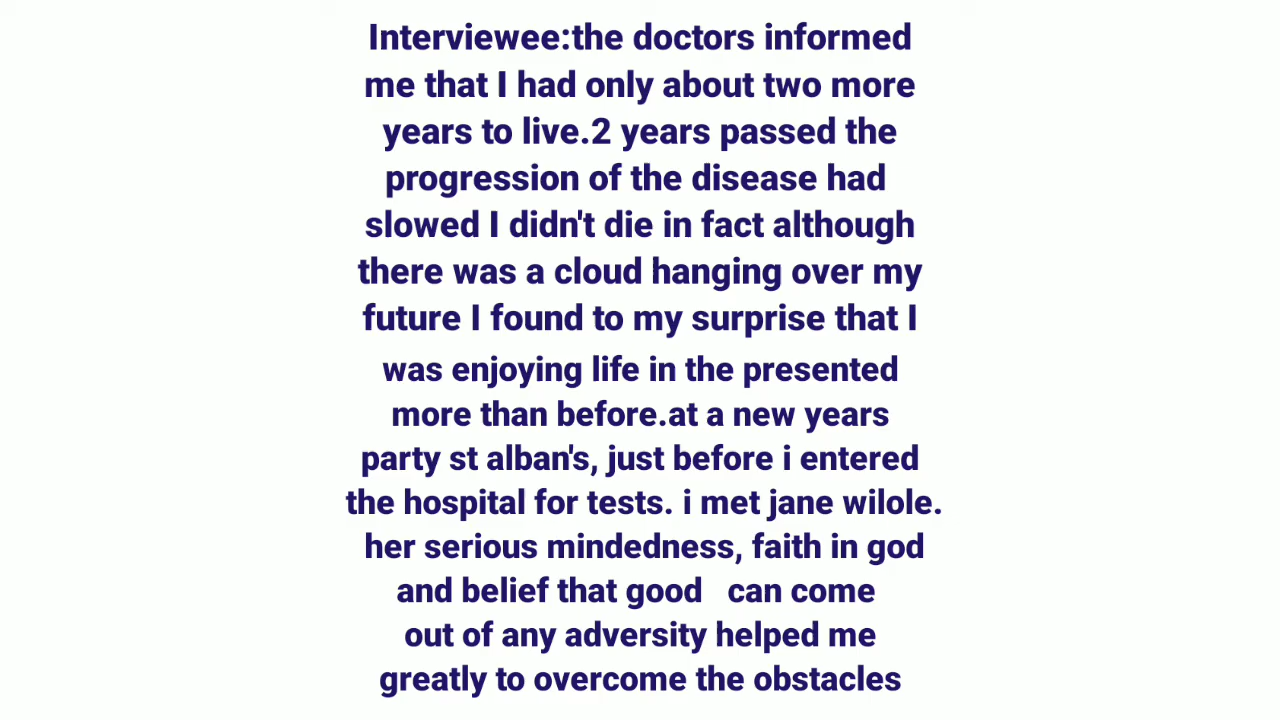 Interviewee:the doctors informed
me that I had only about two more
years to live.2 years passed the
progression of the disease had
slowed I didn't die in fact although
there was a cloud hanging over my
future I found to my surprise that I
was enjoying life in the presented
more than before.at a new years
party st alban's, just before i entered
the hospital for tests. i met jane wilole.
her serious mindedness, faith in god
and belief that good can come
out of any adversity helped me
greatly to overcome the obstacles